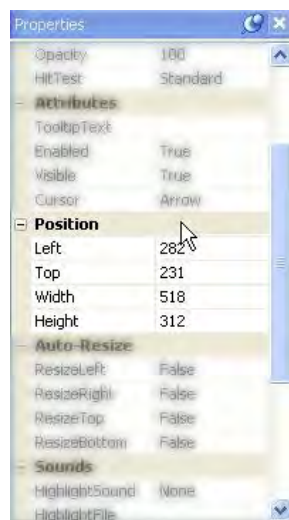 Properties
Opacity 100
HitTest Standard
Attributes
TooltipText
Enabled True
Visible True
Cursor Arrow
Position
Left 282
Top 231
Width 518
Height 312
Auto-Resize
ResizeLeft False
ResizeRight False
ResizeTop False
ResizeBottom False
Sounds
HighlightSound None
HighlightFile